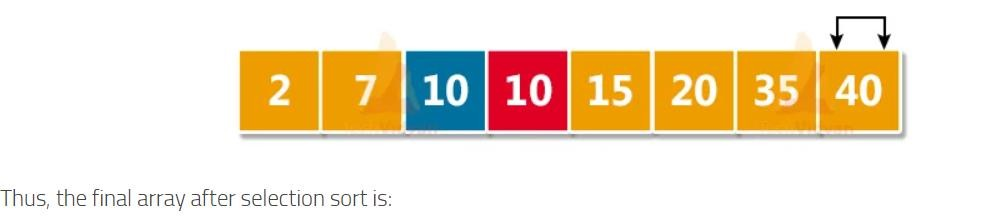 2 7 10 10 15 20 35 40
Thus, the final array after selection sort is: